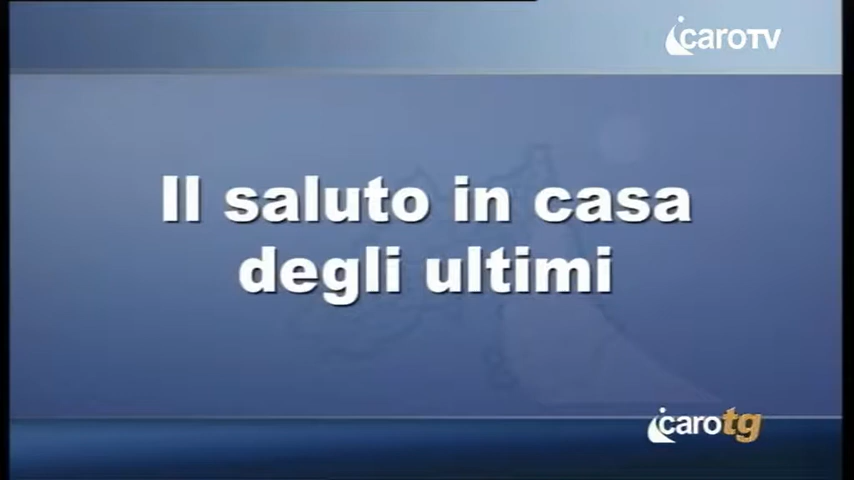 icaroTV
Il saluto in casa
degli ultimi
icarotg